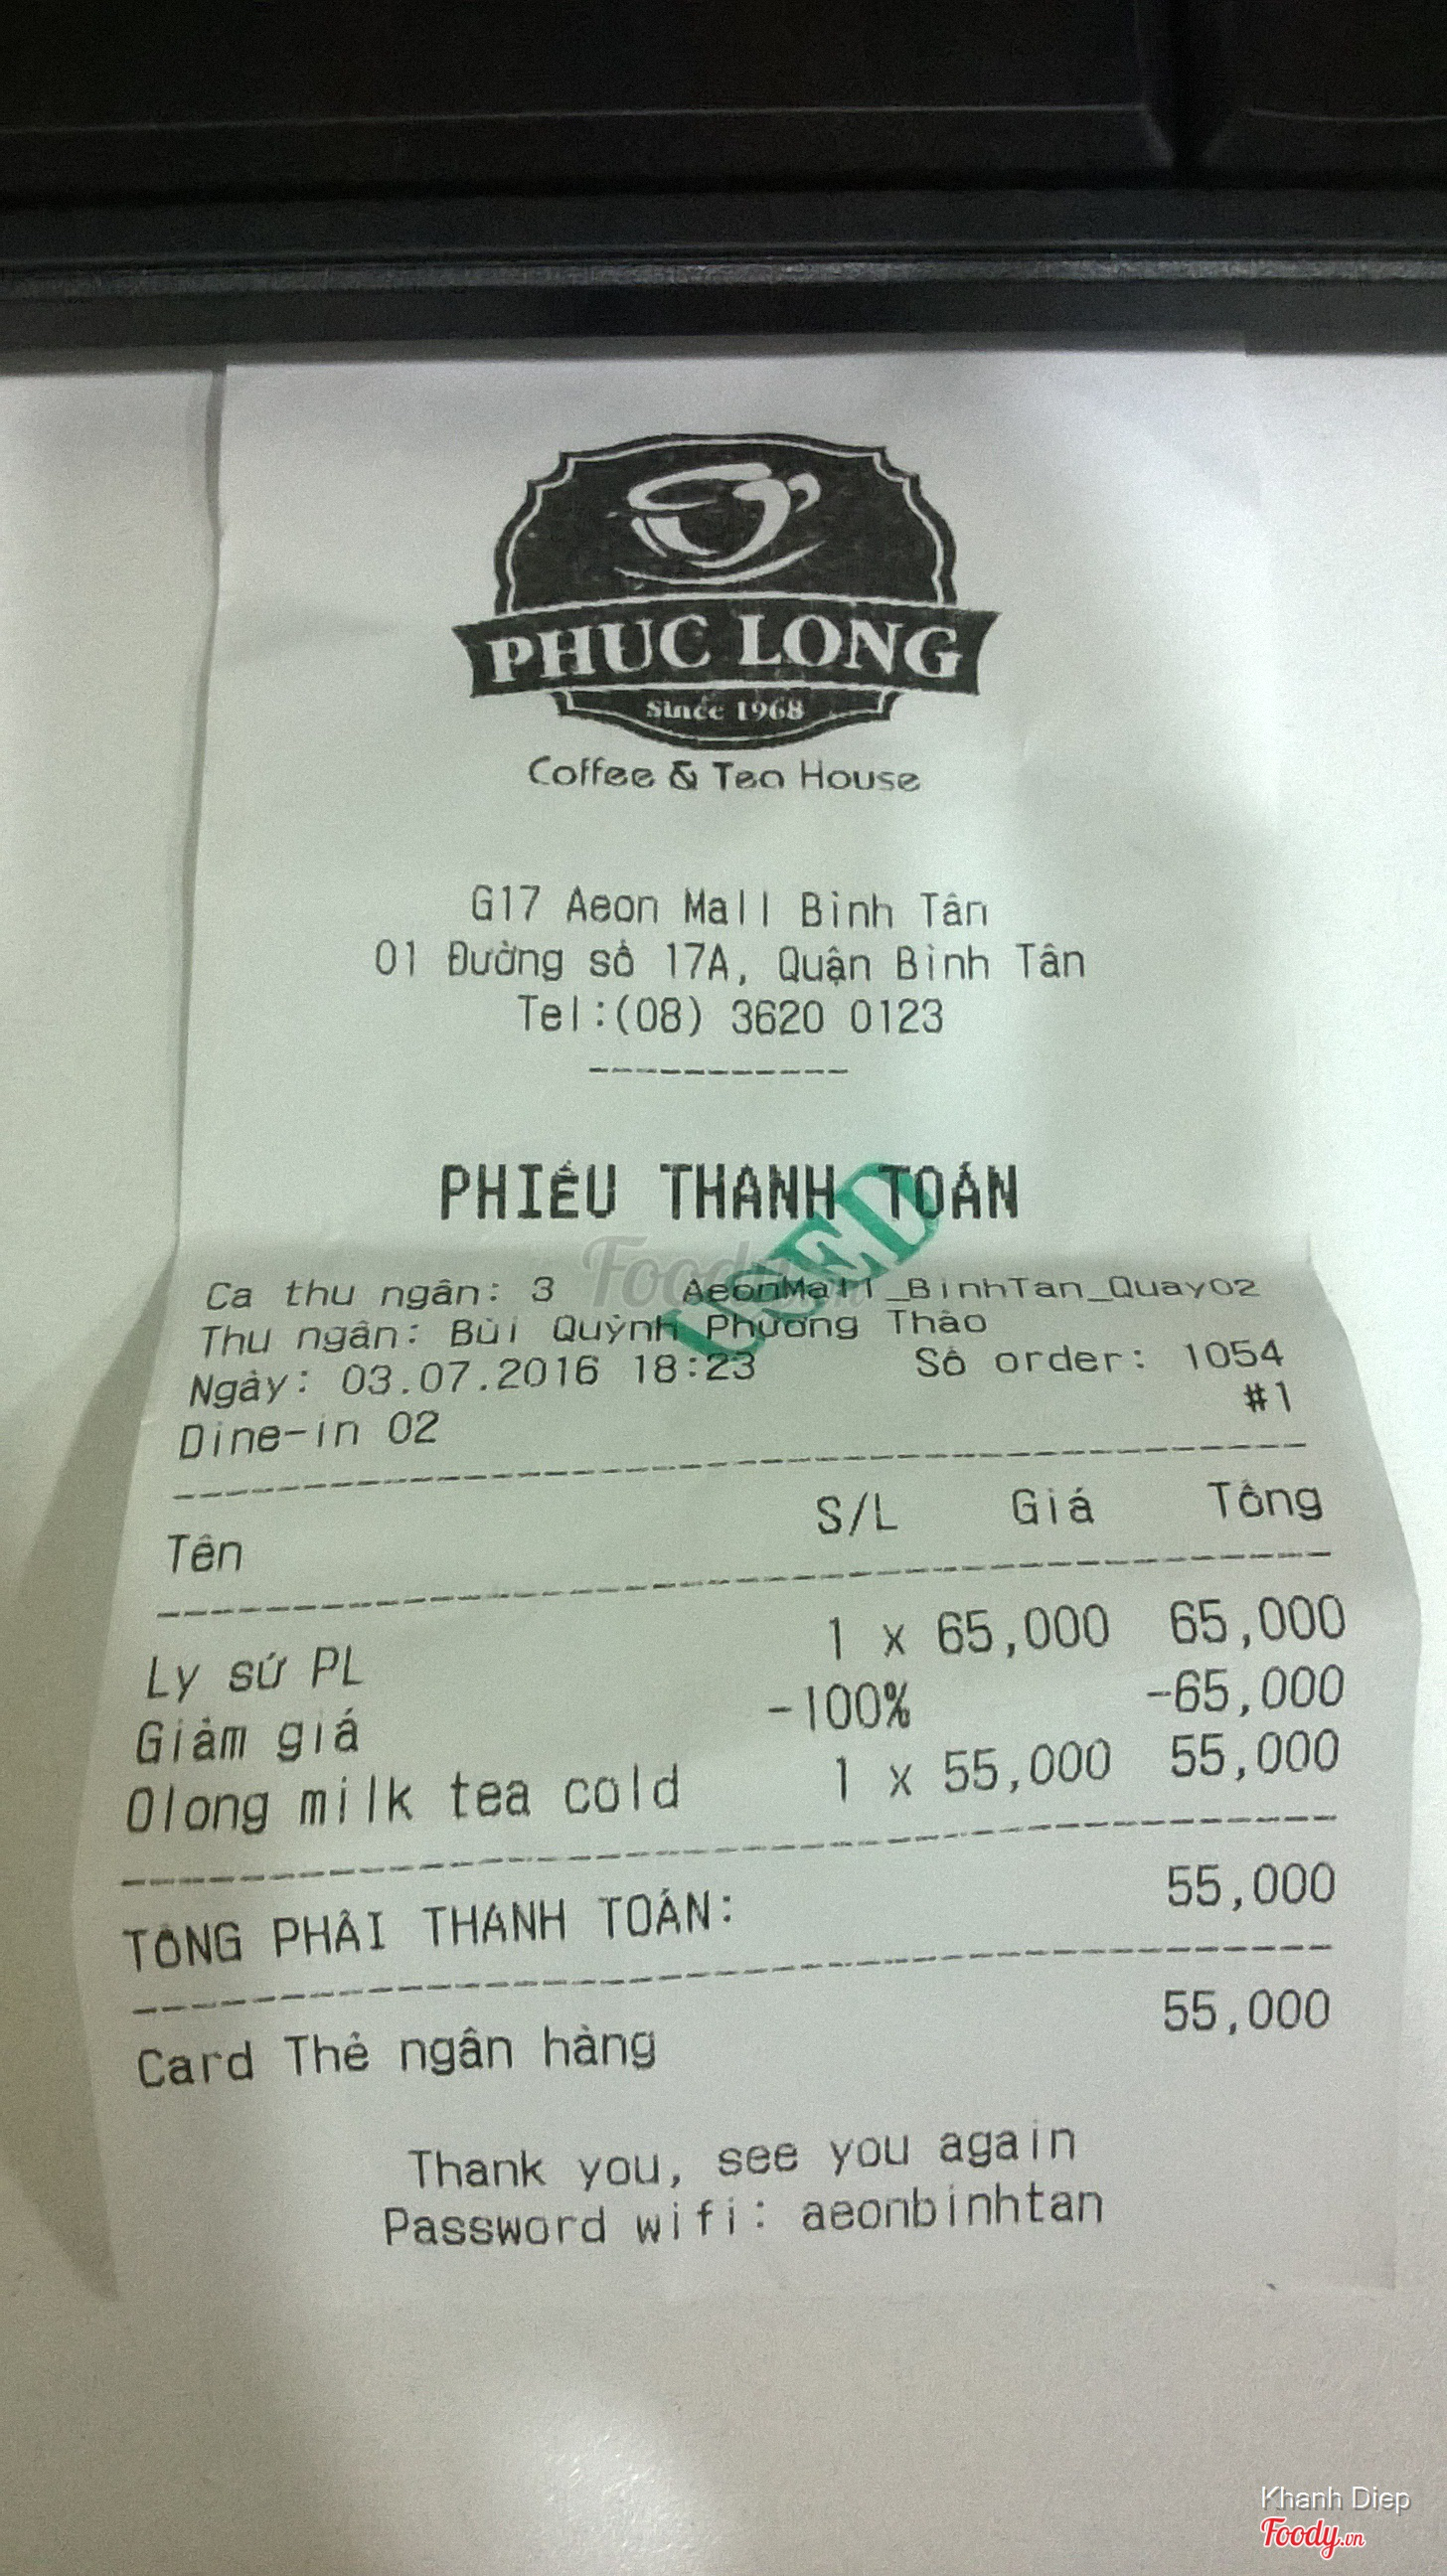 PHUC LONG
Since 1968
Coffee & Tea House
G17 Aeon Mall Bình Tân
01 Đường số 17A, Quận Bình Tân
Tel:(08) 3620 0123
PHIẾU THANH TOÁN
USED
Foody.vn
Ca thu ngân: 3 AeonMall_BinhTan_Quay02
Thu ngân: Bùi Quỳnh Phương Thảo
Ngày: 03.07.2016 18:23 Số order: 1054
#1
Dine-in 02
Tên S/L Giá Tổng
Ly sứ PL 1 x 65,000 65,000
Giảm giá -100% -65,000
Olong milk tea cold 1 x 55,000 55,000
TỔNG PHẢI THANH TOÁN: 55,000
Card Thẻ ngân hàng 55,000
Thank you, see you again
Password wifi: aeonbinhtan
Khanh Diep
Foody.vn